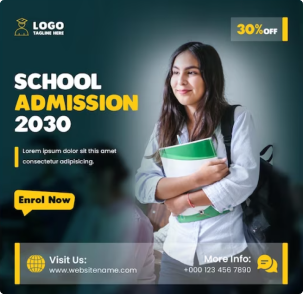 LOGO
TAGLINE HERE
30%OFF
SCHOOL
ADMISSION
2030
Lorem ipsum dolor sit this amet
consectetur adipisicing,
Enrol Now
Visit Us:
www.websitename.com
More Info:
+000 123 456 7890